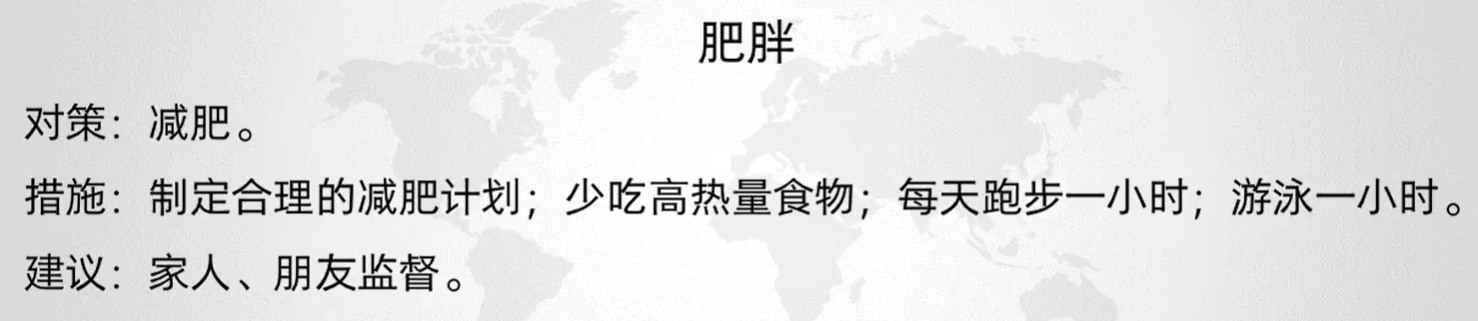 肥胖
对策：减肥。
措施：制定合理的减肥计划；少吃高热量食物；每天跑步一小时；游泳一小时。
建议：家人、朋友监督。